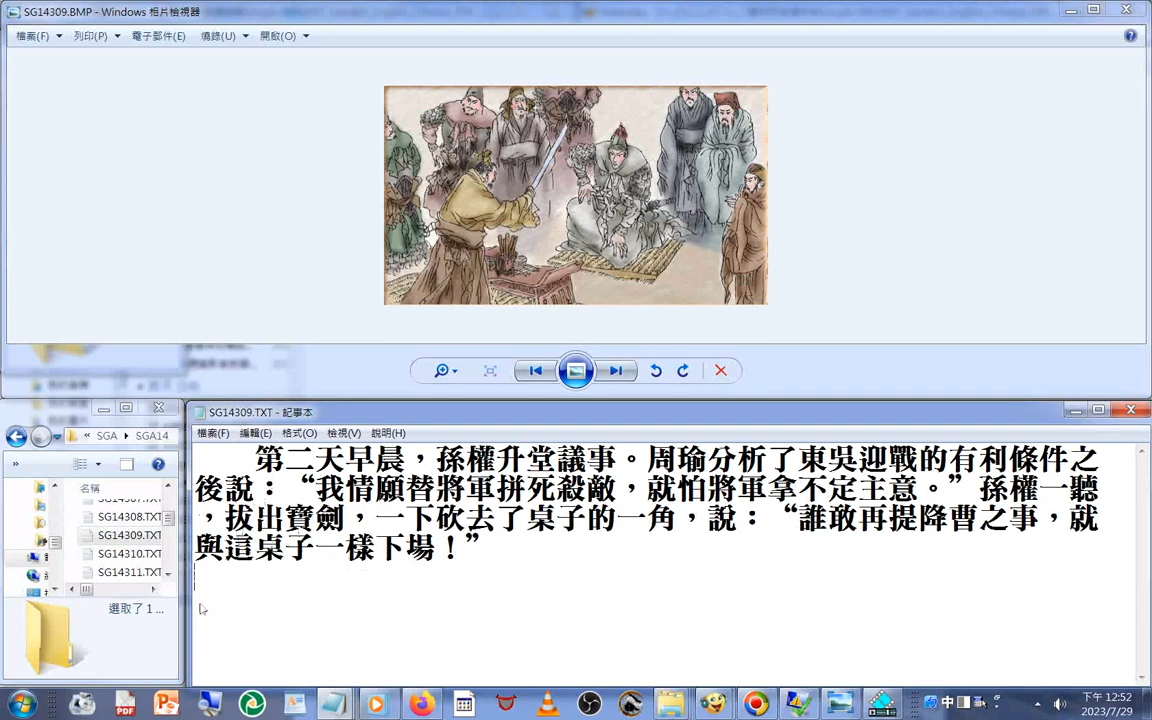 SG14309.BMP - Windows 相片檢視器
檔案(F) 列印(P) 電子郵件(E) 燒錄(U) 開啟(O)
SG14309.TXT - 記事本
檔案(F) 編輯(E) 格式(O) 檢視(V) 說明(H)
第二天早晨，孫權升堂議事。周瑜分析了東吳迎戰的有利條件之
後說：“我情願替將軍拼死殺敵，就怕將軍拿不定主意。”孫權一聽
，拔出寶劍，一下砍去了桌子的一角，說：“誰敢再提降曹之事，就
與這桌子一樣下場！”
« SGA ▸ SGA14
»
名稱
SG14308.TXT
SG14309.TXT
SG14310.TXT
SG14311.TXT
選取了 1 ...
PDF
中
下午 12:52
2023/7/29